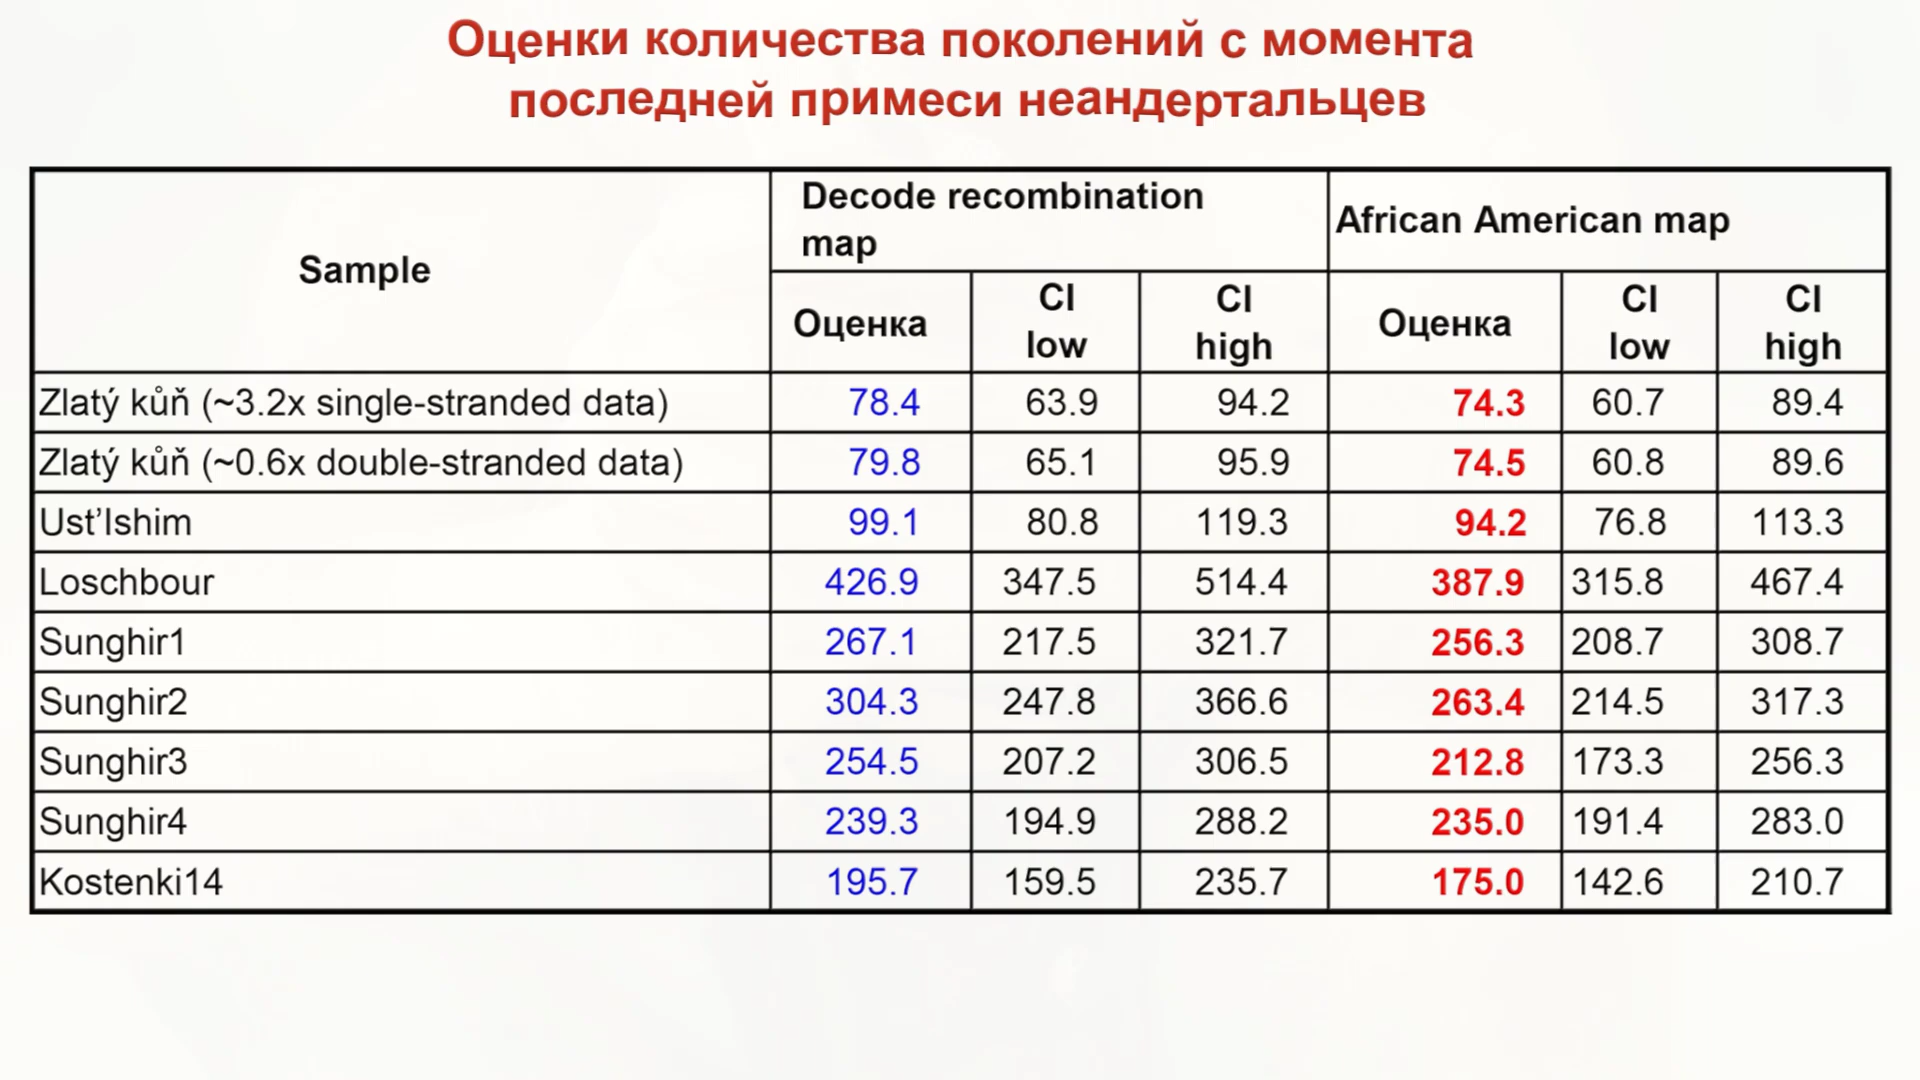 Оценки количества поколений с момента
последней примеси неандертальцев
Sample
Decode recombination
map
African American map
Оценка
CI
low
CI
high
Оценка
CI
low
CI
high
Zlatý kůň (~3.2x single-stranded data) 78.4 63.9 94.2 74.3 60.7 89.4
Zlatý kůň (~0.6x double-stranded data) 79.8 65.1 95.9 74.5 60.8 89.6
Ust’Ishim 99.1 80.8 119.3 94.2 76.8 113.3
Loschbour 426.9 347.5 514.4 387.9 315.8 467.4
Sunghir1 267.1 217.5 321.7 256.3 208.7 308.7
Sunghir2 304.3 247.8 366.6 263.4 214.5 317.3
Sunghir3 254.5 207.2 306.5 212.8 173.3 256.3
Sunghir4 239.3 194.9 288.2 235.0 191.4 283.0
Kostenki14 195.7 159.5 235.7 175.0 142.6 210.7